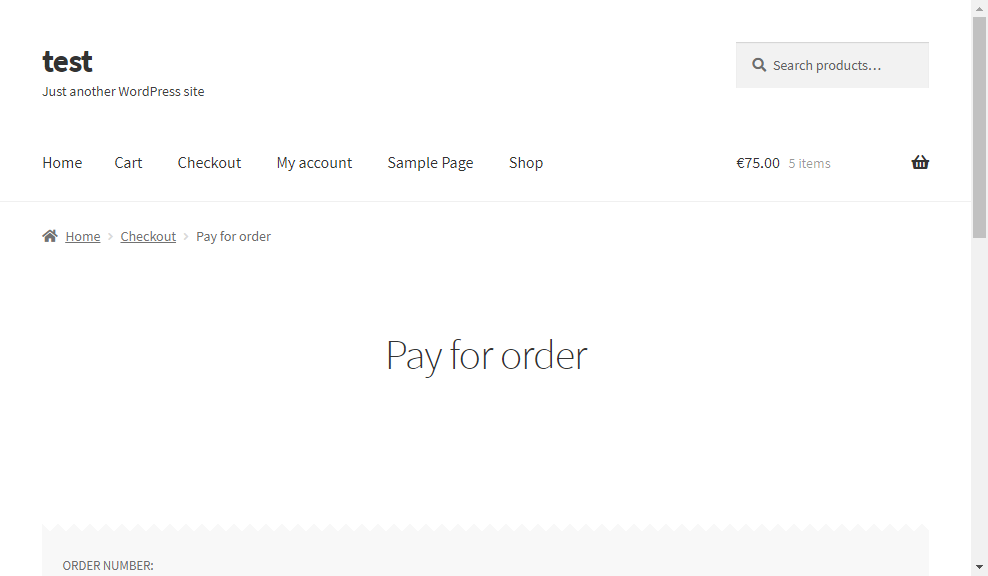 test
Just another WordPress site
Search products…
Home Cart Checkout My account Sample Page Shop
€75.00 5 items
Home Checkout Pay for order
Pay for order
ORDER NUMBER: